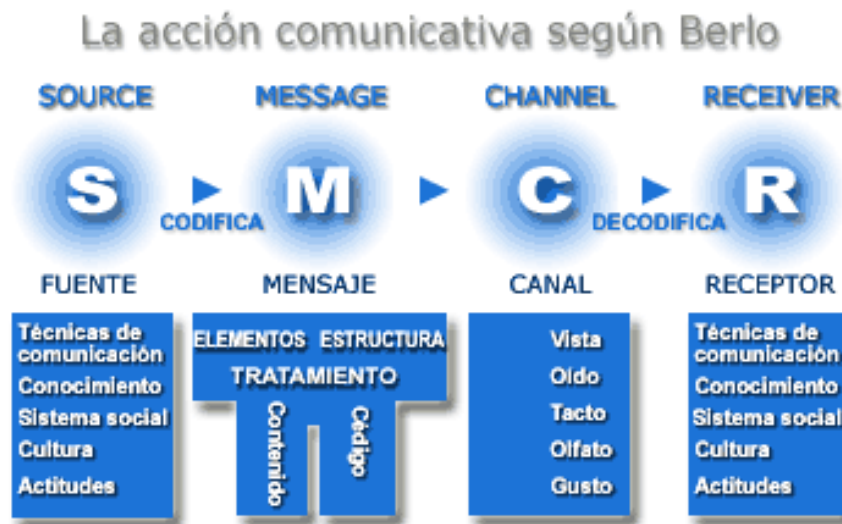 La acción comunicativa según Berlo
SOURCE MESSAGE CHANNEL RECEIVER
S M C R
CODIFICA DECODIFICA
FUENTE MENSAJE CANAL RECEPTOR
Técnicas de
comunicación
Conocimiento
Sistema social
Cultura
Actitudes
ELEMENTOS ESTRUCTURA
TRATAMIENTO
Contenido
Código
Vista
Oído
Tacto
Olfato
Gusto
Técnicas de
comunicación
Conocimiento
Sistema social
Cultura
Actitudes